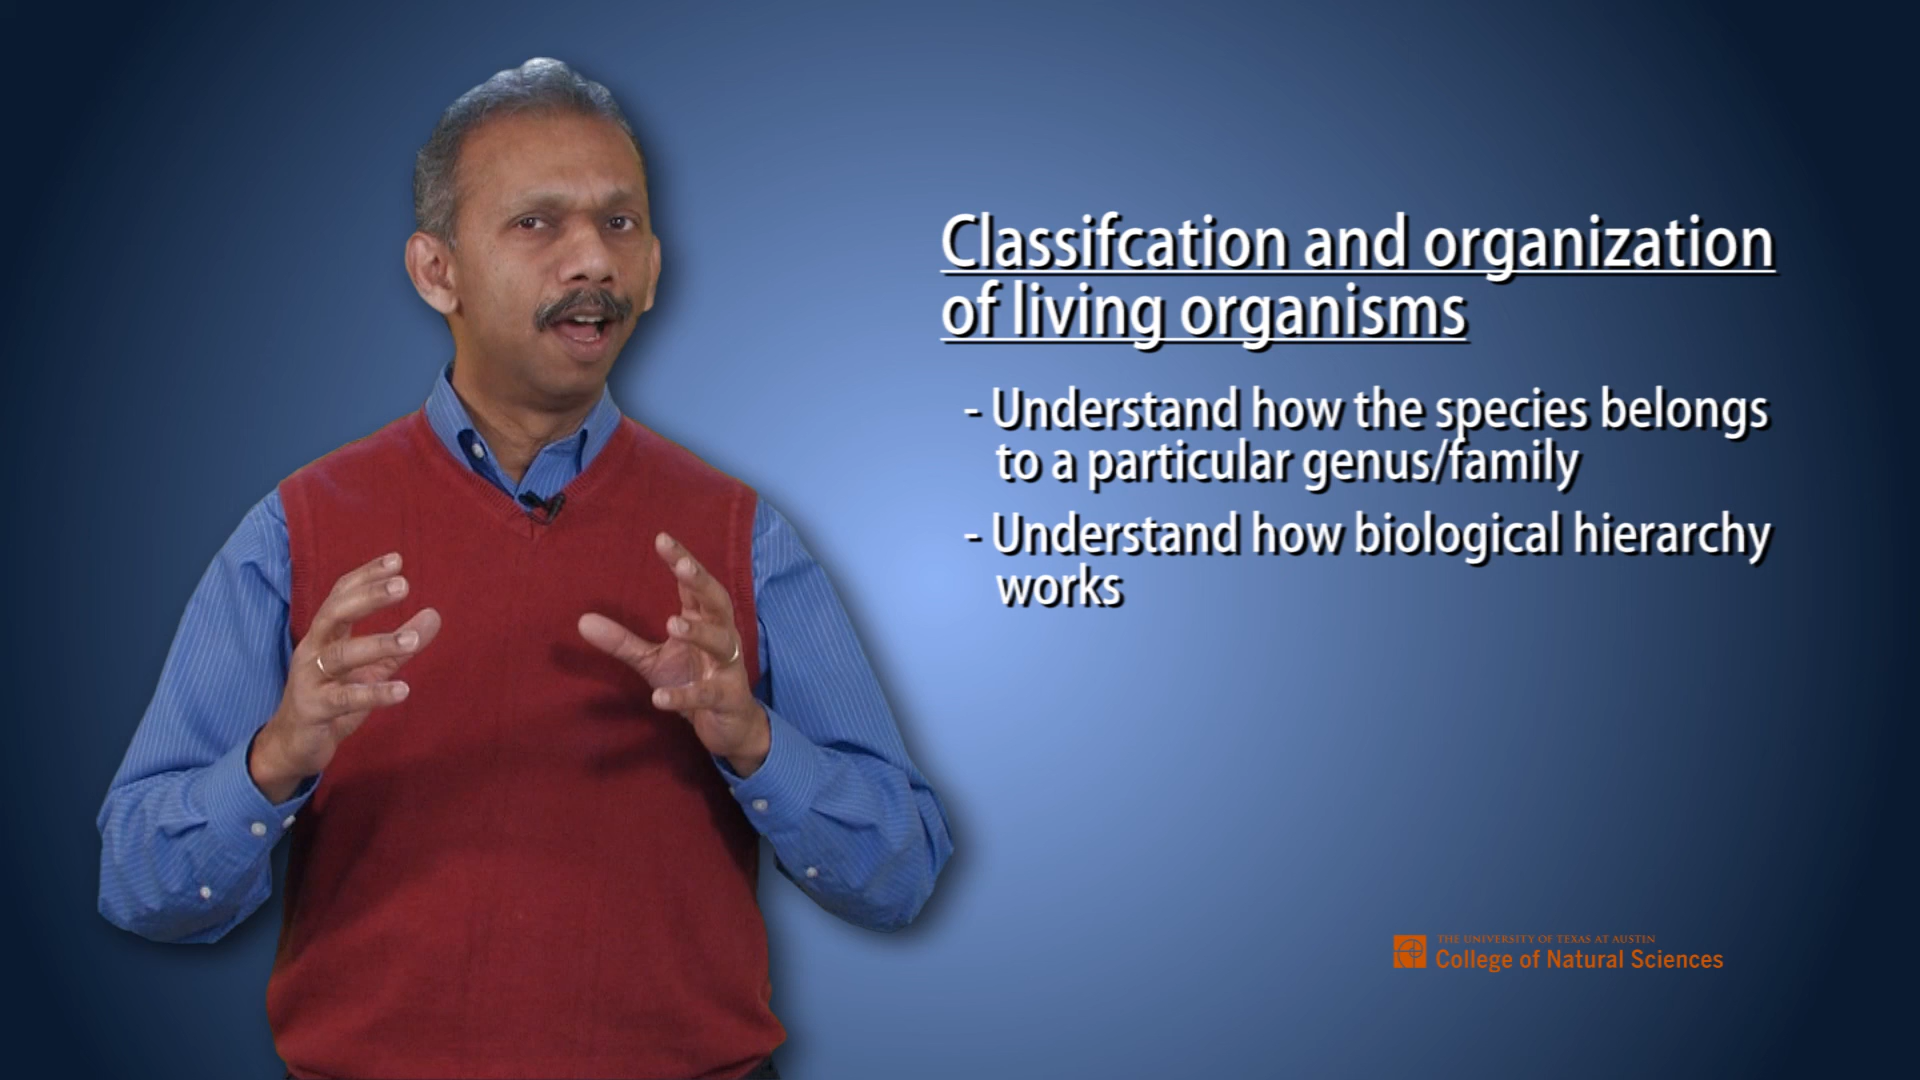 Classifcation and organization
of living organisms
- Understand how the species belongs
to a particular genus/family
- Understand how biological hierarchy
works
THE UNIVERSITY OF TEXAS AT AUSTIN
College of Natural Sciences